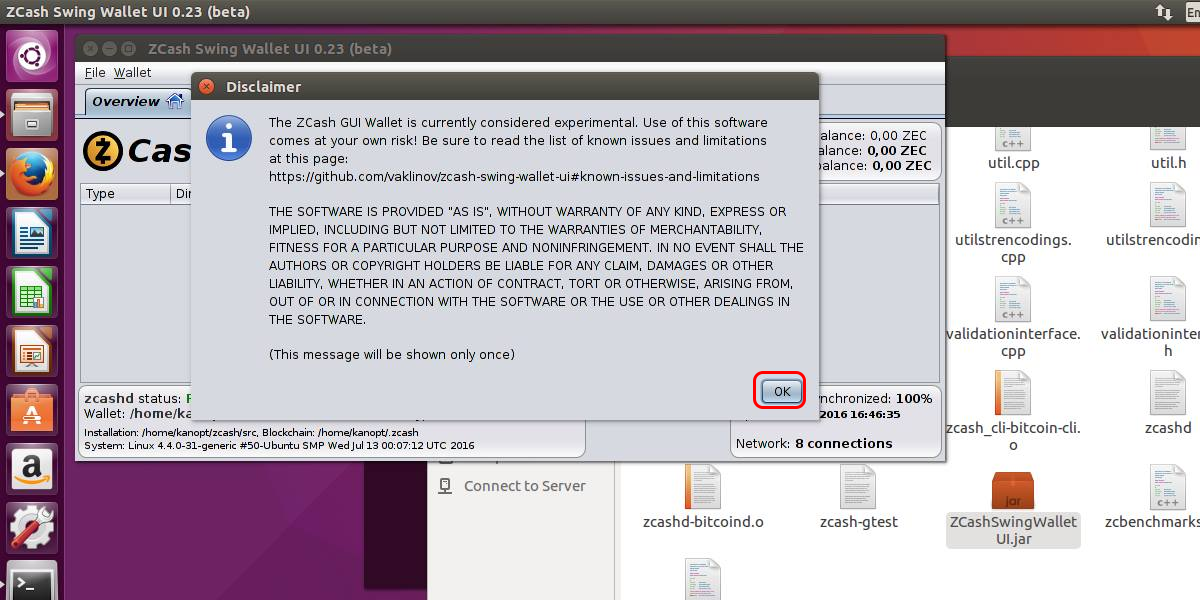 ZCash Swing Wallet UI 0.23 (beta)
En
ZCash Swing Wallet UI 0.23 (beta)
File Wallet
Overview
Cas
Type
Disclaimer
The ZCash GUI Wallet is currently considered experimental. Use of this software
comes at your own risk! Be sure to read the list of known issues and limitations
at this page:
https://github.com/vaklinov/zcash-swing-wallet-ui#known-issues-and-limitations
THE SOFTWARE IS PROVIDED "AS IS", WITHOUT WARRANTY OF ANY KIND, EXPRESS OR
IMPLIED, INCLUDING BUT NOT LIMITED TO THE WARRANTIES OF MERCHANTABILITY,
FITNESS FOR A PARTICULAR PURPOSE AND NONINFRINGEMENT. IN NO EVENT SHALL THE
AUTHORS OR COPYRIGHT HOLDERS BE LIABLE FOR ANY CLAIM, DAMAGES OR OTHER
LIABILITY, WHETHER IN AN ACTION OF CONTRACT, TORT OR OTHERWISE, ARISING FROM,
OUT OF OR IN CONNECTION WITH THE SOFTWARE OR THE USE OR OTHER DEALINGS IN
THE SOFTWARE.
(This message will be shown only once)
OK
alance: 0,00 ZEC
alance: 0,00 ZEC
balance: 0,00 ZEC
zcashd status:
Wallet: /home/kano
Installation: /home/kanopt/zcash/src, Blockchain: /home/kanopt/.zcash
System: Linux 4.4.0-31-generic #50-Ubuntu SMP Wed Jul 13 00:07:12 UTC 2016
nchronized: 100%
2016 16:46:35
Network: 8 connections
Connect to Server
util.cpp
util.h
c++
utilstrencodings.
cpp
utilstrencodin
c++
validationinterface.
cpp
validationinter
h
zcash_cli-bitcoin-cli.
o
zcashd
zcashd-bitcoind.o
zcash-gtest
jar
ZCashSwingWallet
UI.jar
c++
zcbenchmarks